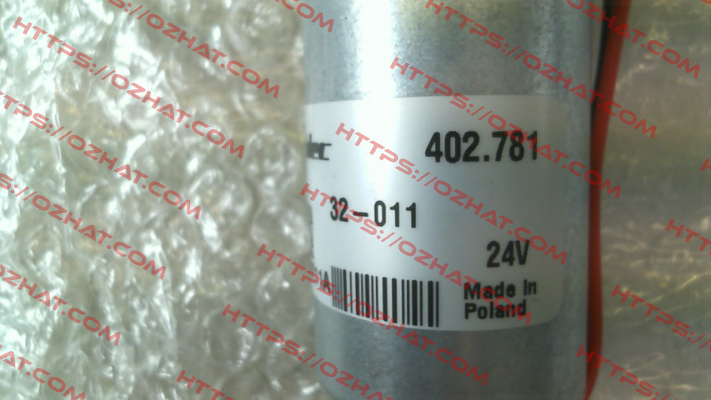 402.781
32-011
24V
Made In
Poland
HTTPS://OZHAT.COM